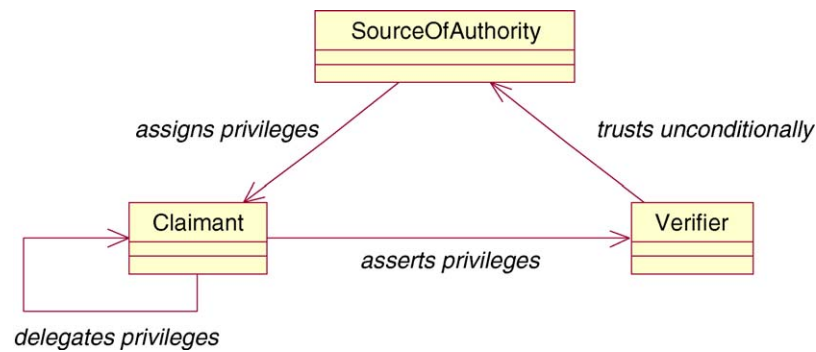 SourceOfAuthority
assigns privileges
trusts unconditionally
Claimant
Verifier
asserts privileges
delegates privileges